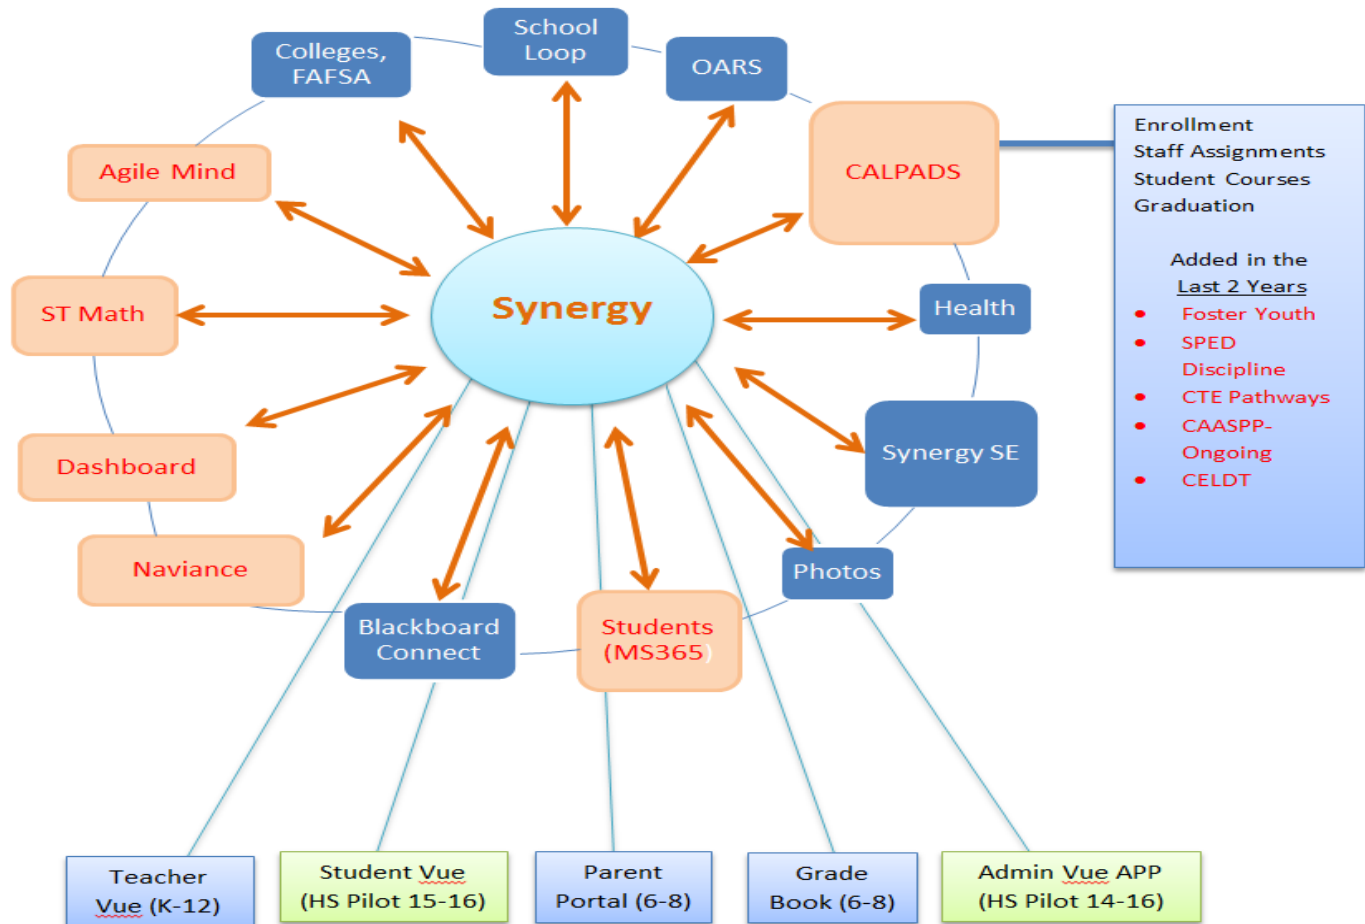 School
Loop
Colleges,
FAFSA
OARS
CALPADS
Agile Mind
ST Math
Synergy
Health
Dashboard
Synergy SE
Naviance
Photos
Blackboard
Connect
Students
(MS365)
Enrollment
Staff Assignments
Student Courses
Graduation
Added in the
Last 2 Years
• Foster Youth
• SPED
Discipline
• CTE Pathways
• CAASPP-
Ongoing
• CELDT
Teacher
Vue (K-12)
Student Vue
(HS Pilot 15-16)
Parent
Portal (6-8)
Grade
Book (6-8)
Admin Vue APP
(HS Pilot 14-16)